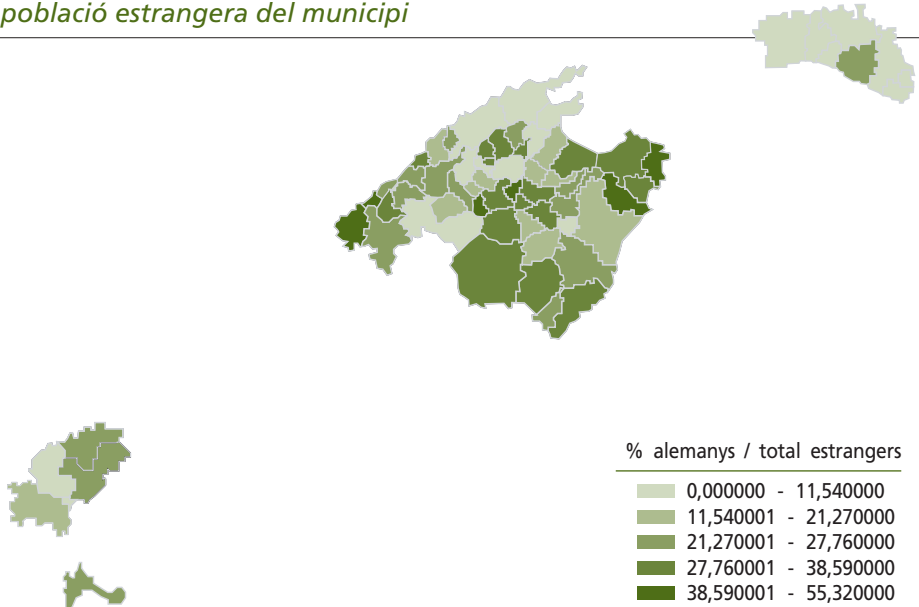 població estrangera del municipi
% alemanys / total estrangers
0,000000 - 11,540000
11,540001 - 21,270000
21,270001 - 27,760000
27,760001 - 38,590000
38,590001 - 55,320000